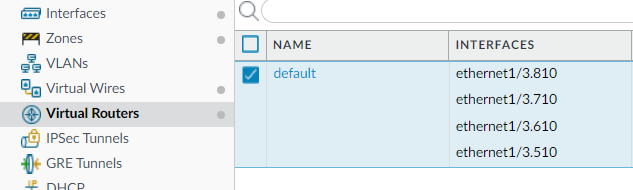 Interfaces
Zones
VLANs
Virtual Wires
Virtual Routers
IPSec Tunnels
GRE Tunnels
DHCP
NAME INTERFACES
default ethernet1/3.810
ethernet1/3.710
ethernet1/3.610
ethernet1/3.510